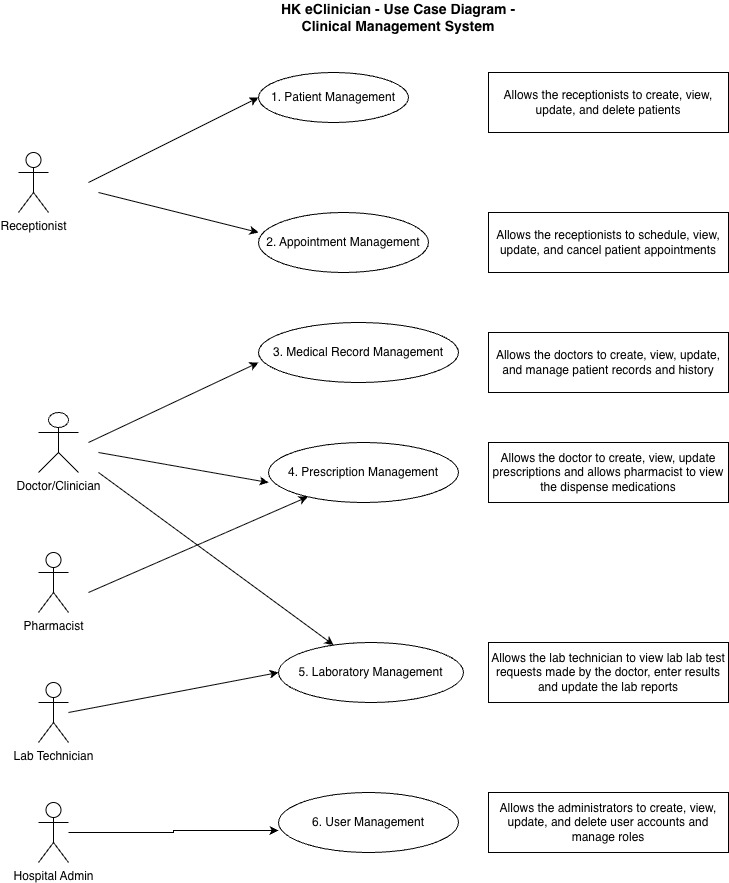 HK eClinician - Use Case Diagram -
Clinical Management System
1. Patient Management
Allows the receptionists to create, view,
update, and delete patients
Receptionist
2. Appointment Management
Allows the receptionists to schedule, view,
update, and cancel patient appointments
3. Medical Record Management
Allows the doctors to create, view, update,
and manage patient records and history
Doctor/Clinician
4. Prescription Management
Allows the doctor to create, view, update
prescriptions and allows pharmacist to view
the dispense medications
Pharmacist
5. Laboratory Management
Allows the lab technician to view lab lab test
requests made by the doctor, enter results
and update the lab reports
Lab Technician
6. User Management
Allows the administrators to create, view,
update, and delete user accounts and
manage roles
Hospital Admin